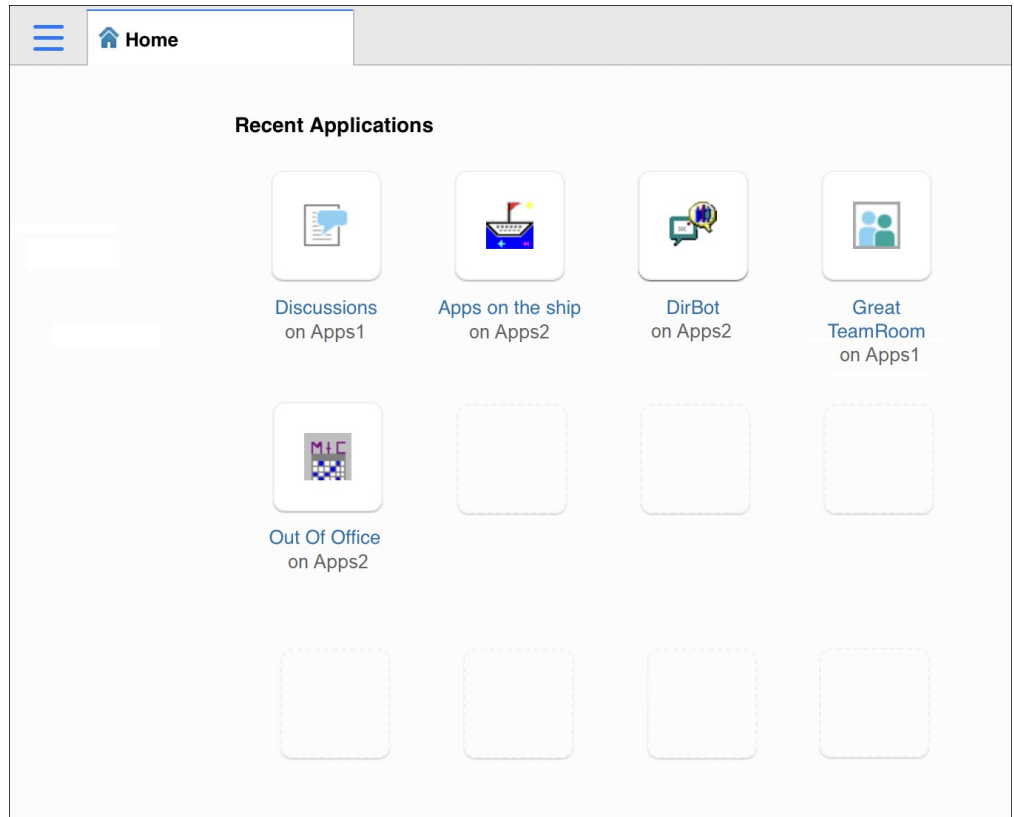 Home
Recent Applications
Discussions
on Apps1
Apps on the ship
on Apps2
DirBot
on Apps2
Great
TeamRoom
on Apps1
M+C
Out Of Office
on Apps2